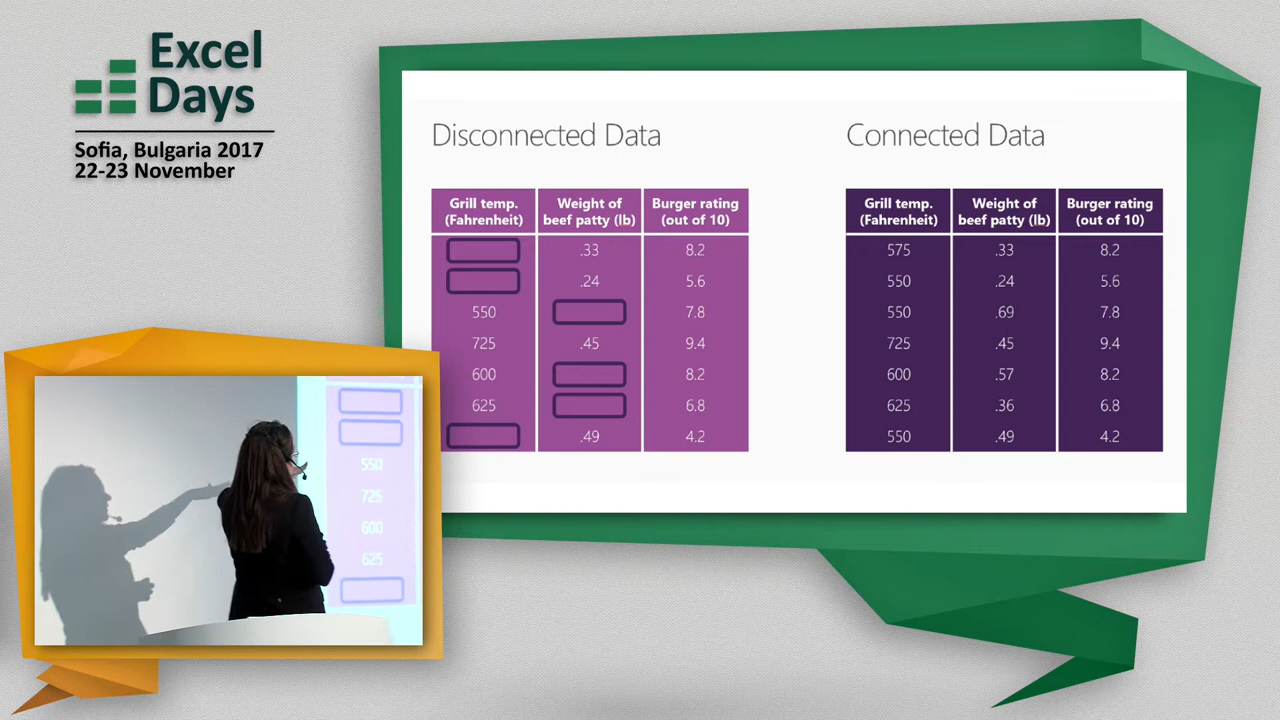 Excel
Days
Sofia, Bulgaria 2017
22-23 November
Disconnected Data
Grill temp. (Fahrenheit) Weight of beef patty (lb) Burger rating (out of 10)
.33 8.2
.24 5.6
550 7.8
725 .45 9.4
600 8.2
625 6.8
.49 4.2
Connected Data
Grill temp. (Fahrenheit) Weight of beef patty (lb) Burger rating (out of 10)
575 .33 8.2
550 .24 5.6
550 .69 7.8
725 .45 9.4
600 .57 8.2
625 .36 6.8
550 .49 4.2
550
725
600
625